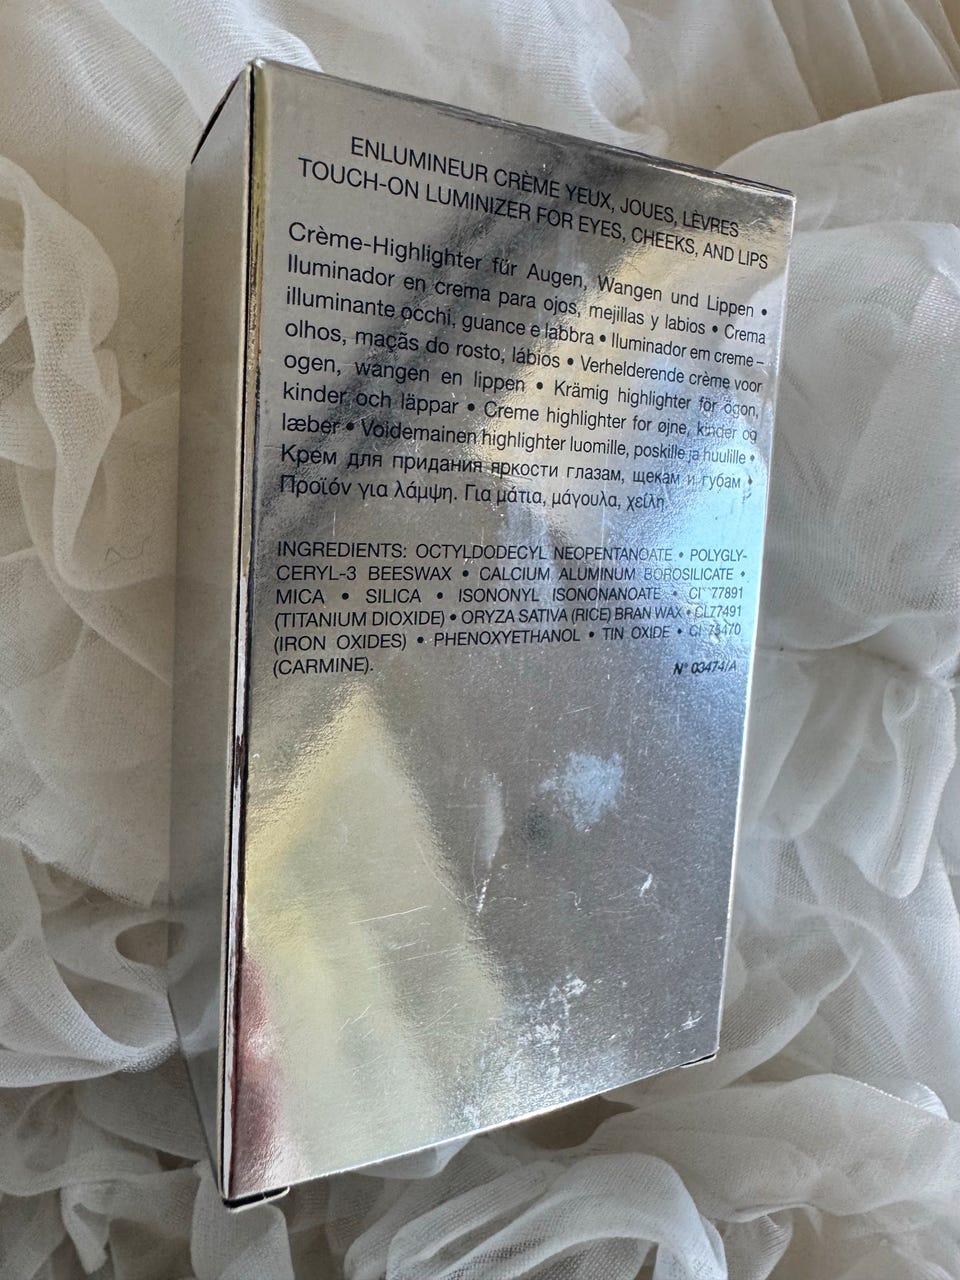 ENLUMINEUR CRÈME YEUX, JOUES, LÈVRES
TOUCH-ON LUMINIZER FOR EYES, CHEEKS, AND LIPS
Crème-Highlighter für Augen, Wangen und Lippen •
Iluminador en crema para ojos, mejillas y labios • Crema
illuminante occhi, guance e labbra • Iluminador em creme –
olhos, maçãs do rosto, lábios • Verhelderende crème voor
ogen, wangen en lippen • Krämig highlighter för ögon,
kinder och läppar • Creme highlighter for øjne, kinder og
læber • Voidemainen highlighter luomille, poskille ja huulille •
Крем для придания яркости глазам, щекам и губам •
Προϊόν για λάμψη. Για μάτια, μάγουλα, χείλη.
INGREDIENTS: OCTYLDODECYL NEOPENTANOATE • POLYGLY-
CERYL-3 BEESWAX • CALCIUM ALUMINUM BOROSILICATE •
MICA • SILICA • ISONONYL ISONONANOATE • CI 77891
(TITANIUM DIOXIDE) • ORYZA SATIVA (RICE) BRAN WAX • CI 77491
(IRON OXIDES) • PHENOXYETHANOL • TIN OXIDE • CI 75470
(CARMINE).
N° 03474/A